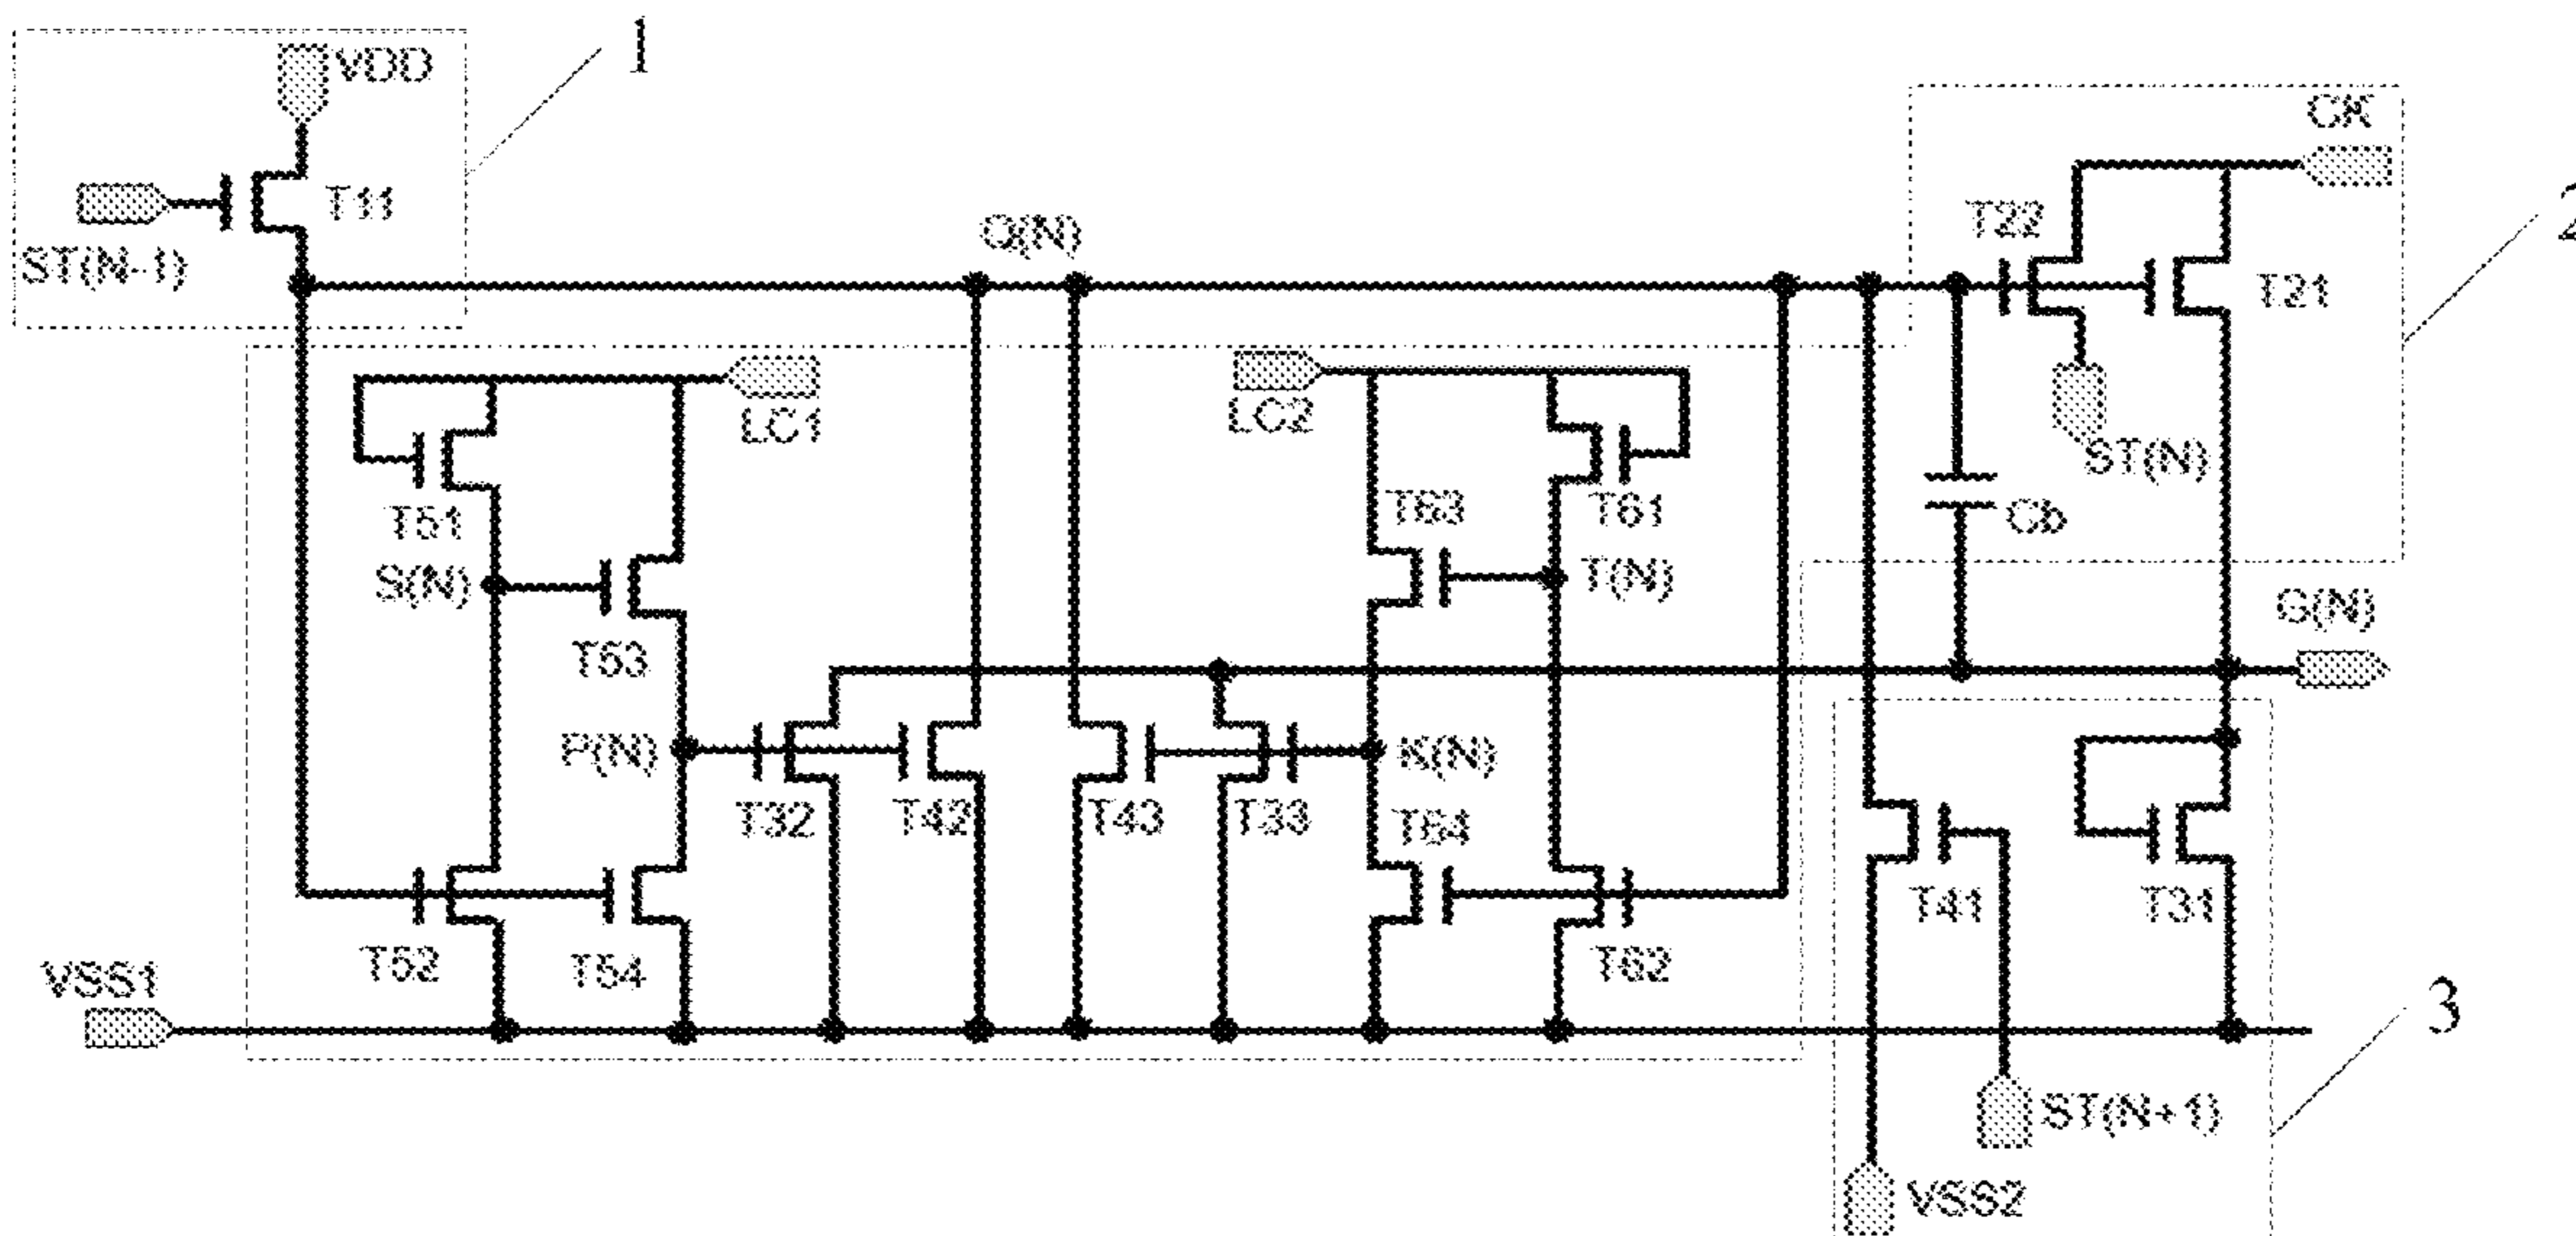 1
VDD
CK
T11
T22
2
ST(N-1)
Q(N)
T21
LC1
LC2
ST(N)
T51
T63
T61
Cb
S(N)
T(N)
G(N)
T53
P(N)
K(N)
T32
T42
T43
T33
T64
T41
T31
T52
T54
T62
VSS1
3
ST(N+1)
VSS2